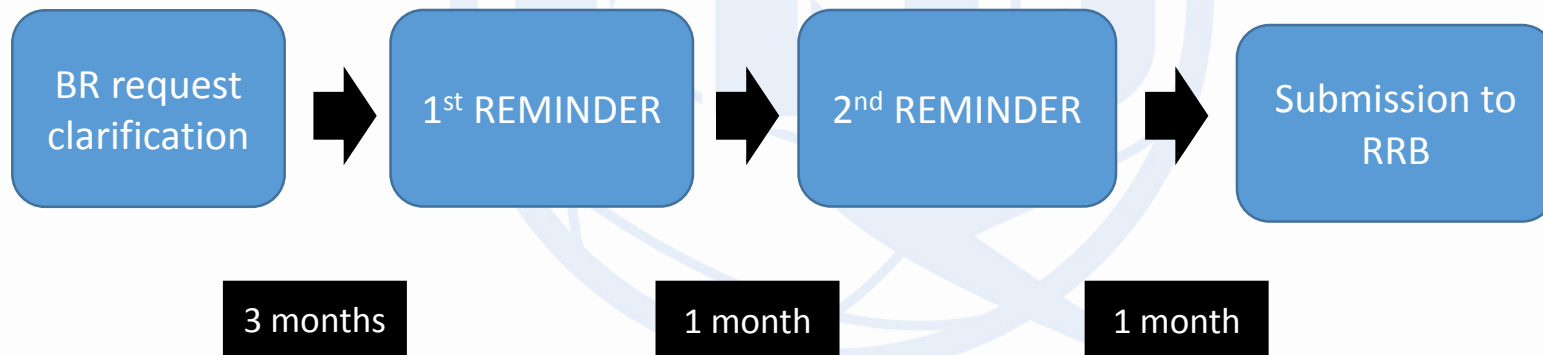 BR request
clarification
1st REMINDER
2nd REMINDER
Submission to
RRB
3 months
1 month
1 month